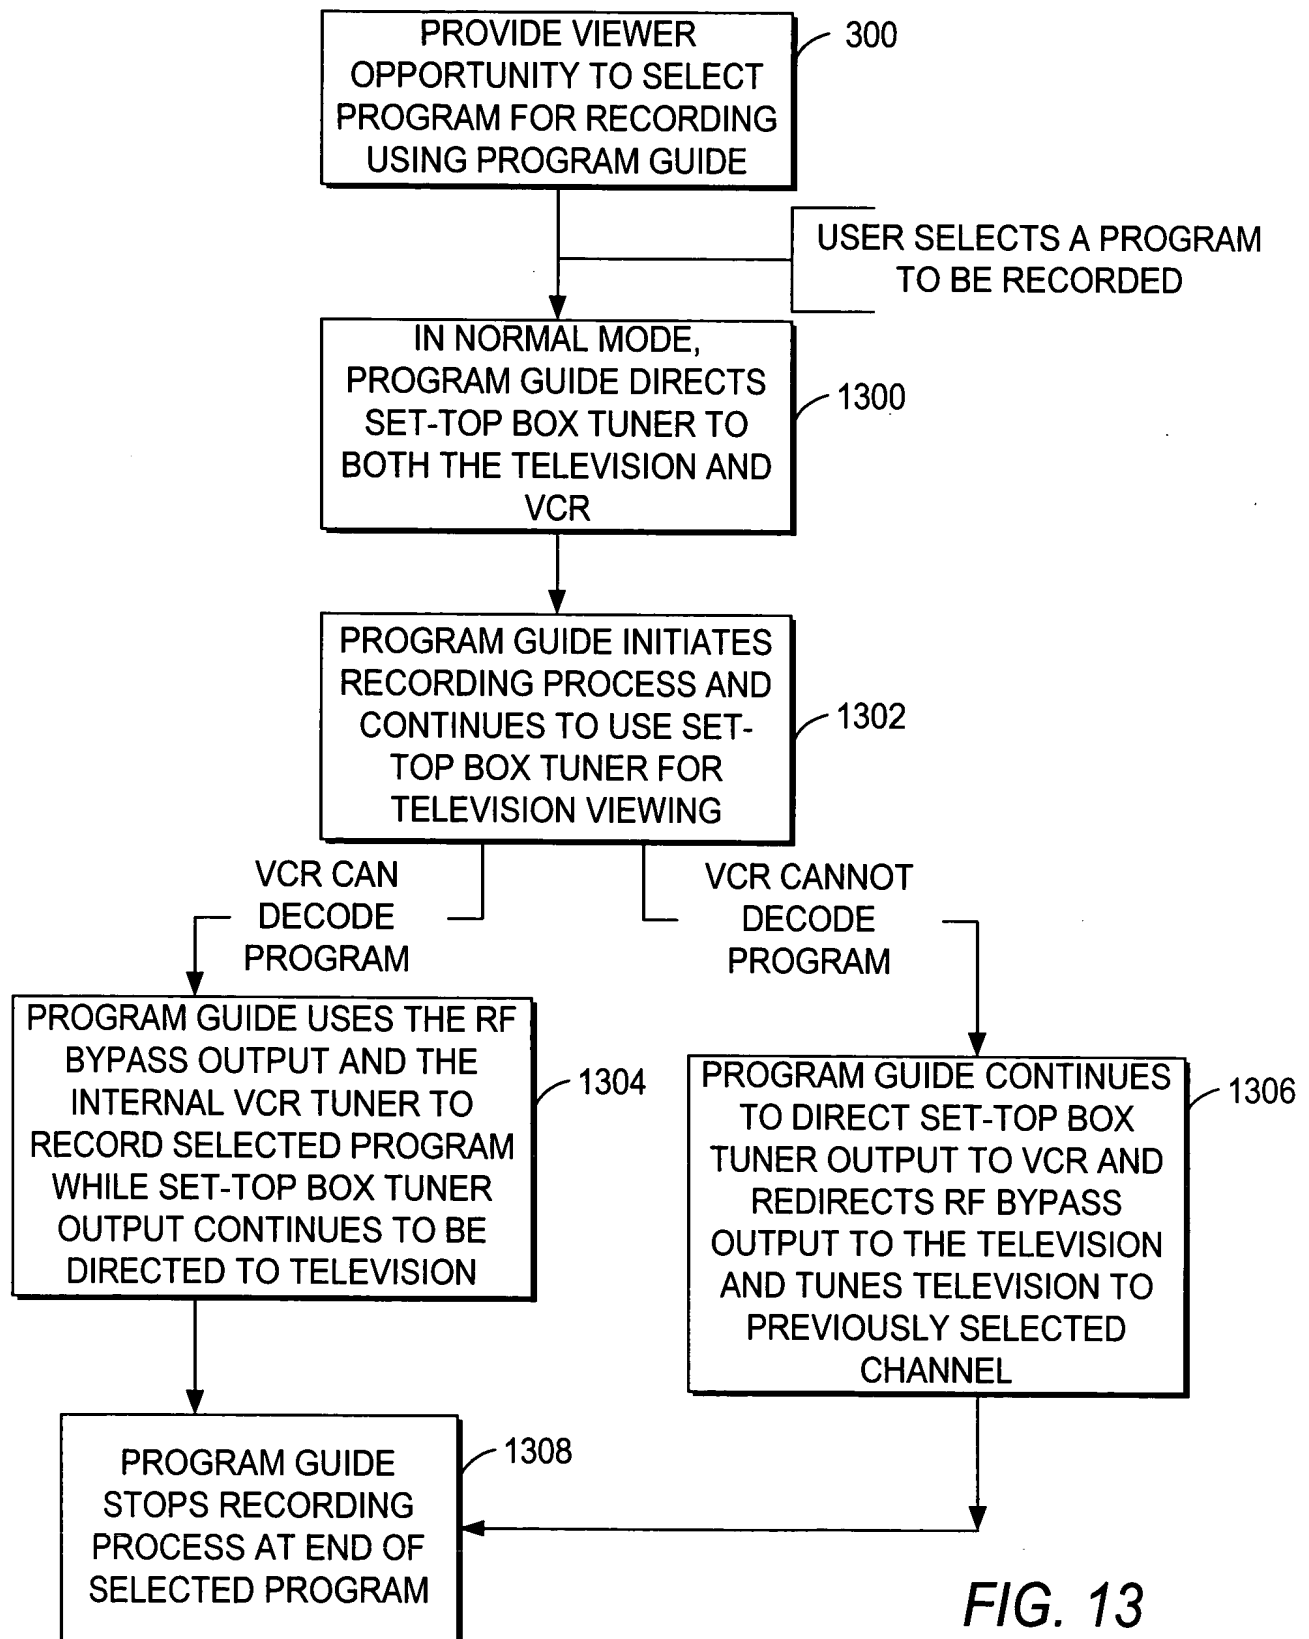 PROVIDE VIEWER
OPPORTUNITY TO SELECT
PROGRAM FOR RECORDING
USING PROGRAM GUIDE
300
USER SELECTS A PROGRAM
TO BE RECORDED
IN NORMAL MODE,
PROGRAM GUIDE DIRECTS
SET-TOP BOX TUNER TO
BOTH THE TELEVISION AND
VCR
1300
PROGRAM GUIDE INITIATES
RECORDING PROCESS AND
CONTINUES TO USE SET-
TOP BOX TUNER FOR
TELEVISION VIEWING
1302
VCR CAN
DECODE
PROGRAM
VCR CANNOT
DECODE
PROGRAM
PROGRAM GUIDE USES THE RF
BYPASS OUTPUT AND THE
INTERNAL VCR TUNER TO
RECORD SELECTED PROGRAM
WHILE SET-TOP BOX TUNER
OUTPUT CONTINUES TO BE
DIRECTED TO TELEVISION
1304
PROGRAM GUIDE CONTINUES
TO DIRECT SET-TOP BOX
TUNER OUTPUT TO VCR AND
REDIRECTS RF BYPASS
OUTPUT TO THE TELEVISION
AND TUNES TELEVISION TO
PREVIOUSLY SELECTED
CHANNEL
1306
PROGRAM GUIDE
STOPS RECORDING
PROCESS AT END OF
SELECTED PROGRAM
1308
FIG. 13